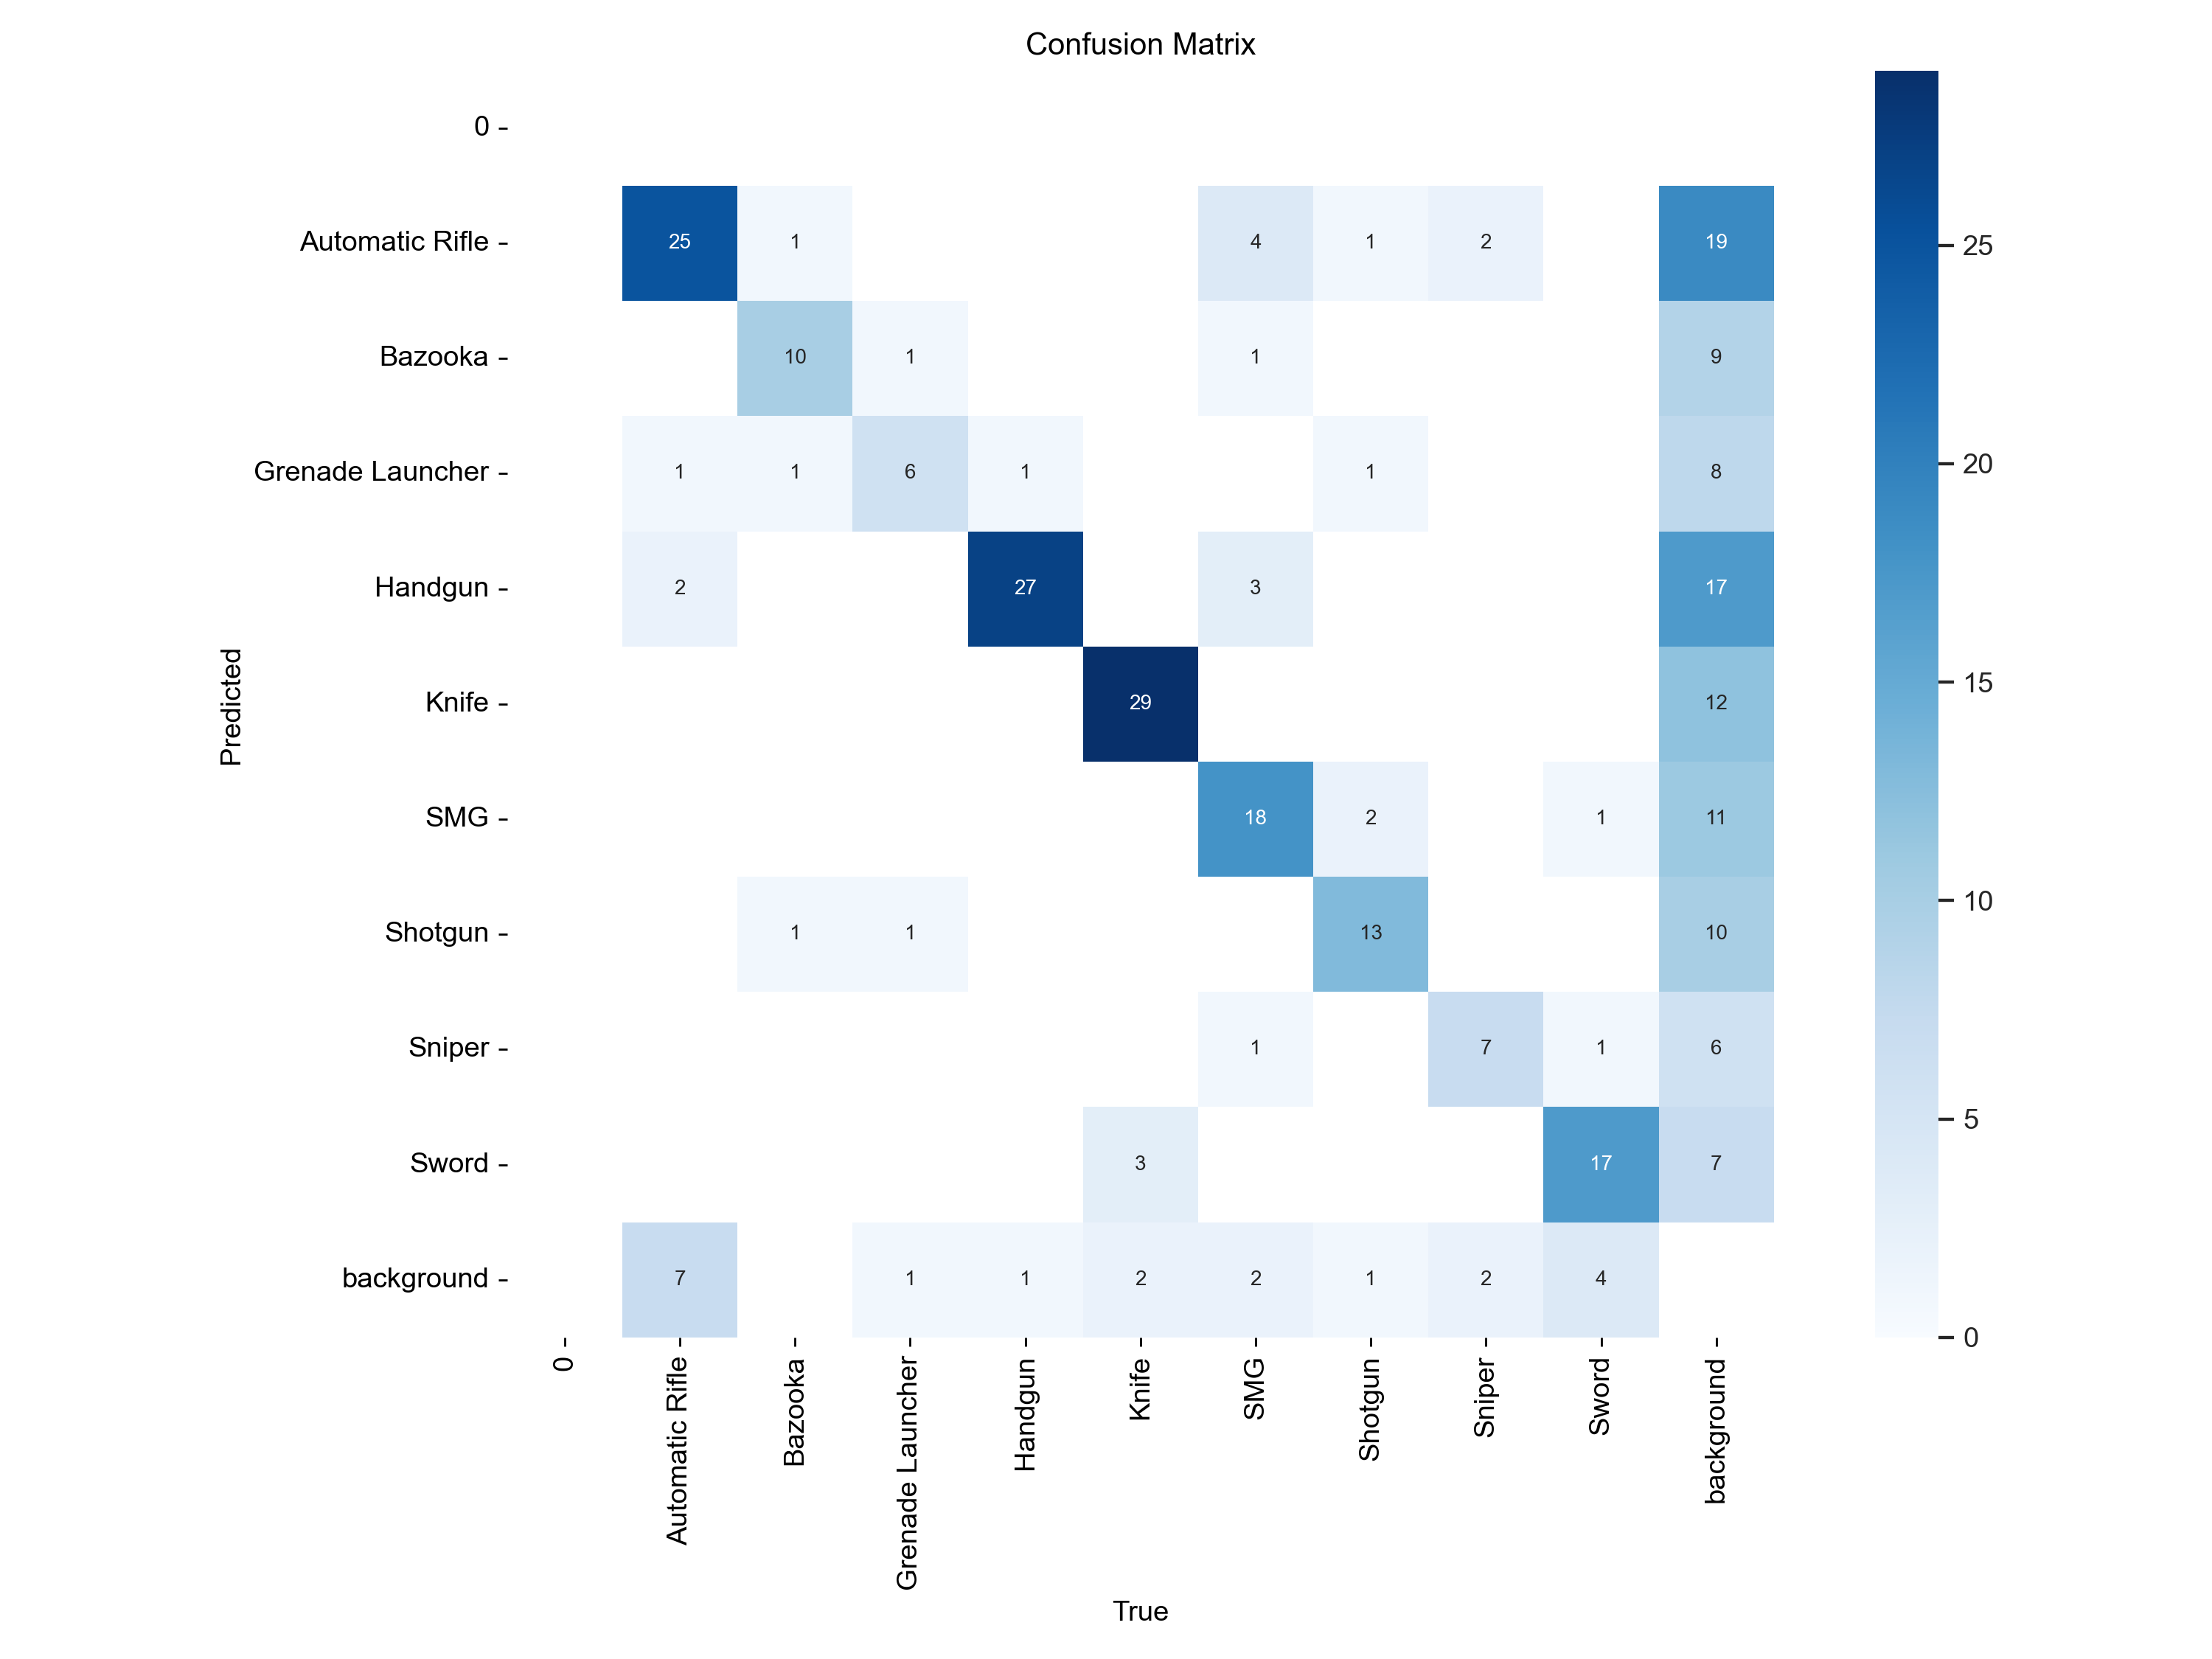 Confusion Matrix
0
Automatic Rifle 25 1 4 1 2 19
Bazooka 10 1 1 9
Grenade Launcher 1 1 6 1 1 8
Handgun 2 27 3 17
Knife 29 12
SMG 18 2 1 11
Shotgun 1 1 13 10
Sniper 1 7 1 6
Sword 3 17 7
background 7 1 1 2 2 1 2 4
Predicted
0
Automatic Rifle
Bazooka
Grenade Launcher
Handgun
Knife
SMG
Shotgun
Sniper
Sword
background
True
25
20
15
10
5
0